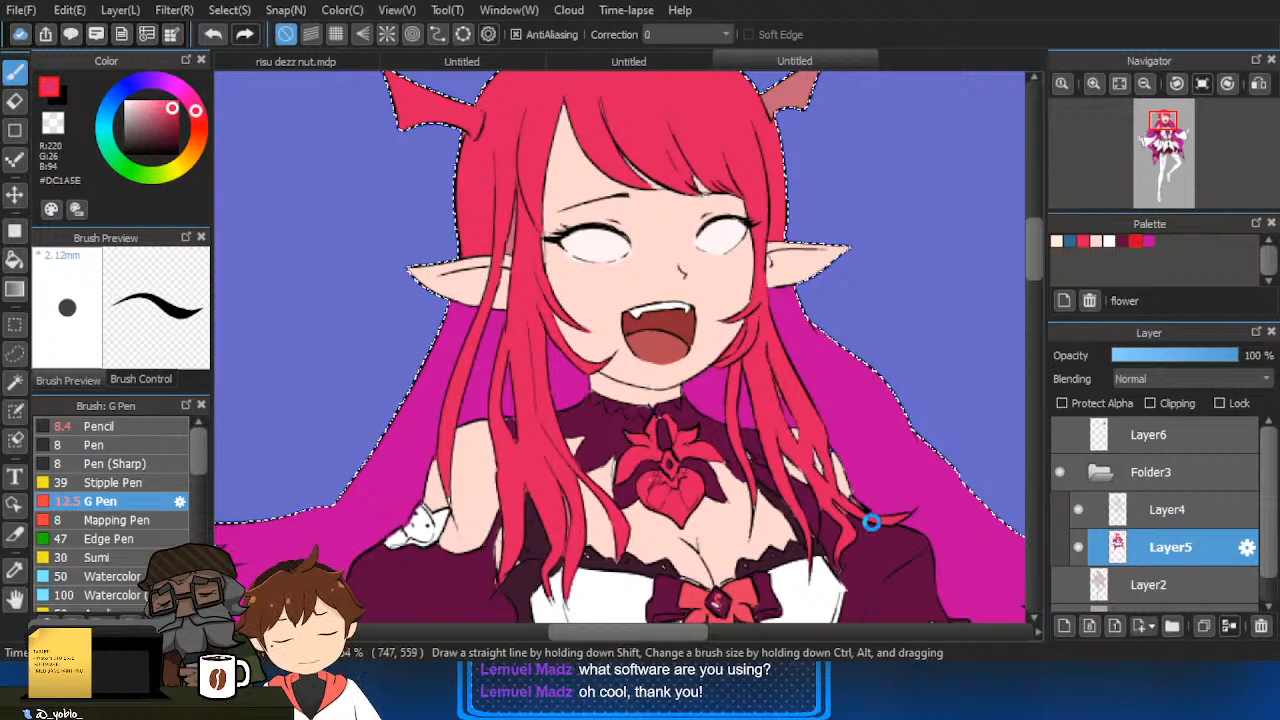 File(F) Edit(E) Layer(L) Filter(R) Select(S) Snap(N) Color(C) View(V) Tool(T) Window(W) Cloud Time-lapse Help
AntiAliasing Correction 0 Soft Edge
Color
risu dezz nut.mdp Untitled Untitled Untitled
Navigator
R:220
G:26
B:94
#DC1A5E
Brush Preview
* 2.12mm
Brush Preview Brush Control
Palette
flower
Layer
Opacity 100 %
Blending Normal
Protect Alpha Clipping Lock
Layer6
Folder3
Layer4
Layer5
Layer2
Brush: G Pen
8.4 Pencil
8 Pen
8 Pen (Sharp)
39 Stipple Pen
12.5 G Pen
8 Mapping Pen
47 Edge Pen
30 Sumi
50 Watercolor
100 Watercolor
Time
% ( 747, 559 ) Draw a straight line by holding down Shift, Change a brush size by holding down Ctrl, Alt, and dragging
Lemuel Madz what software are you using?
Lemuel Madz oh cool, thank you!